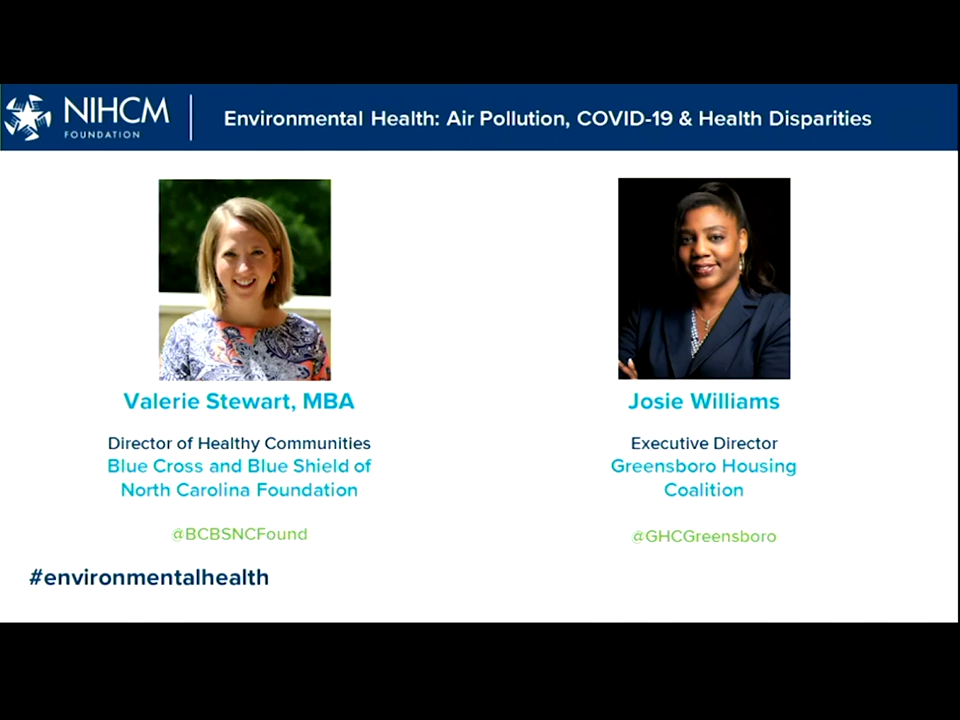 NIHCM
FOUNDATION
Environmental Health: Air Pollution, COVID-19 & Health Disparities
Valerie Stewart, MBA
Director of Healthy Communities
Blue Cross and Blue Shield of
North Carolina Foundation
@BCBSNCFound
Josie Williams
Executive Director
Greensboro Housing
Coalition
@GHCGreensboro
#environmentalhealth